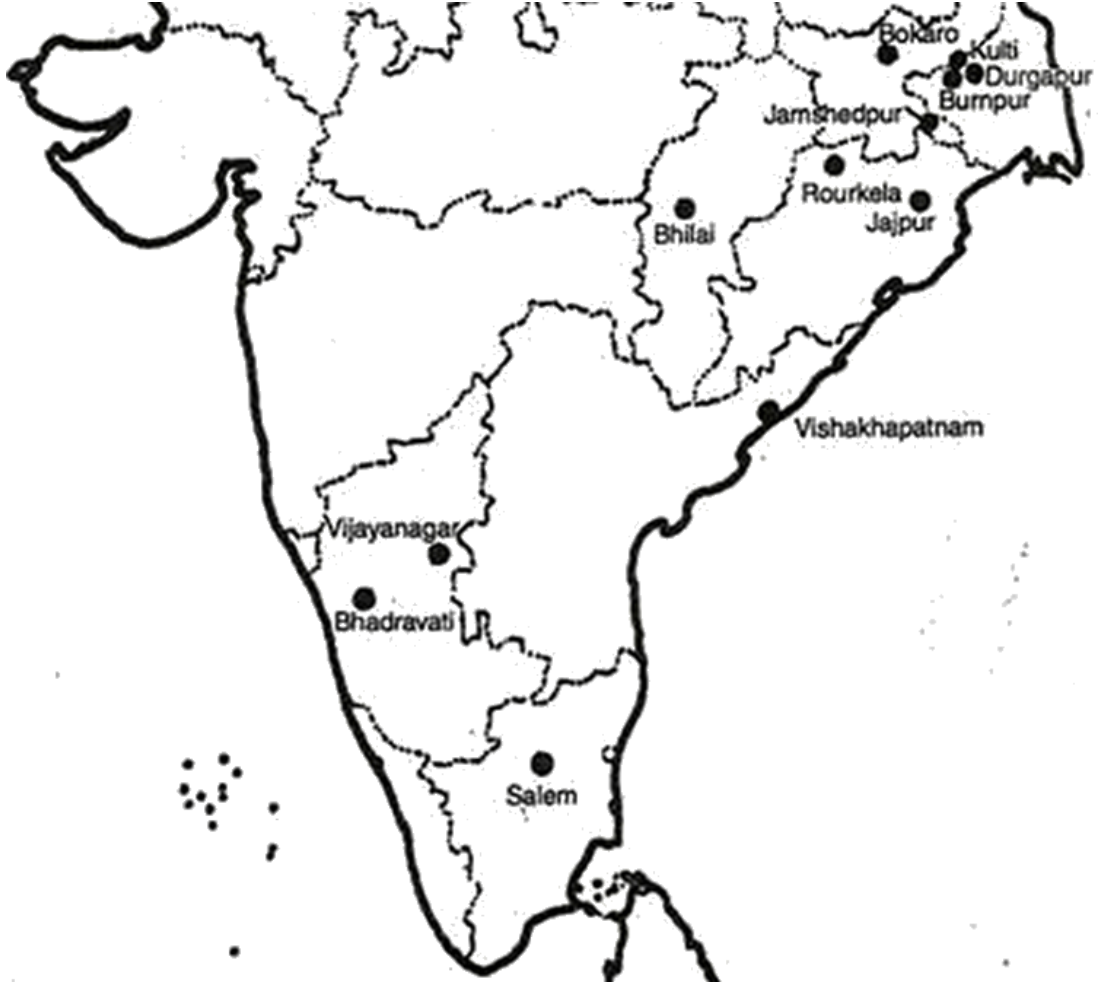 Bokaro
Kulti
Durgapur
Burnpur
Jamshedpur
Rourkela
Jajpur
Bhilai
Vishakhapatnam
Vijayanagar
Bhadravati
Salem